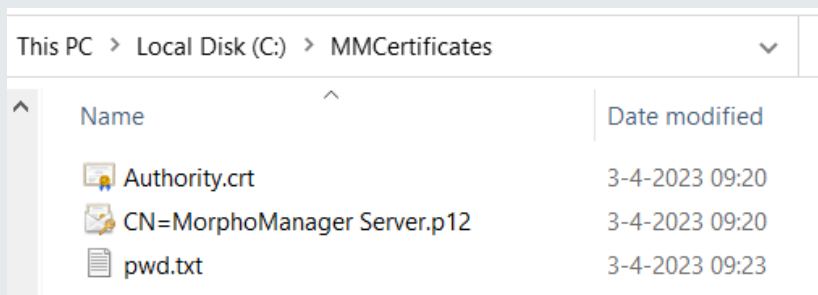 This PC > Local Disk (C:) > MMCertificates
Name Date modified
Authority.crt 3-4-2023 09:20
CN=MorphoManager Server.p12 3-4-2023 09:20
pwd.txt 3-4-2023 09:23